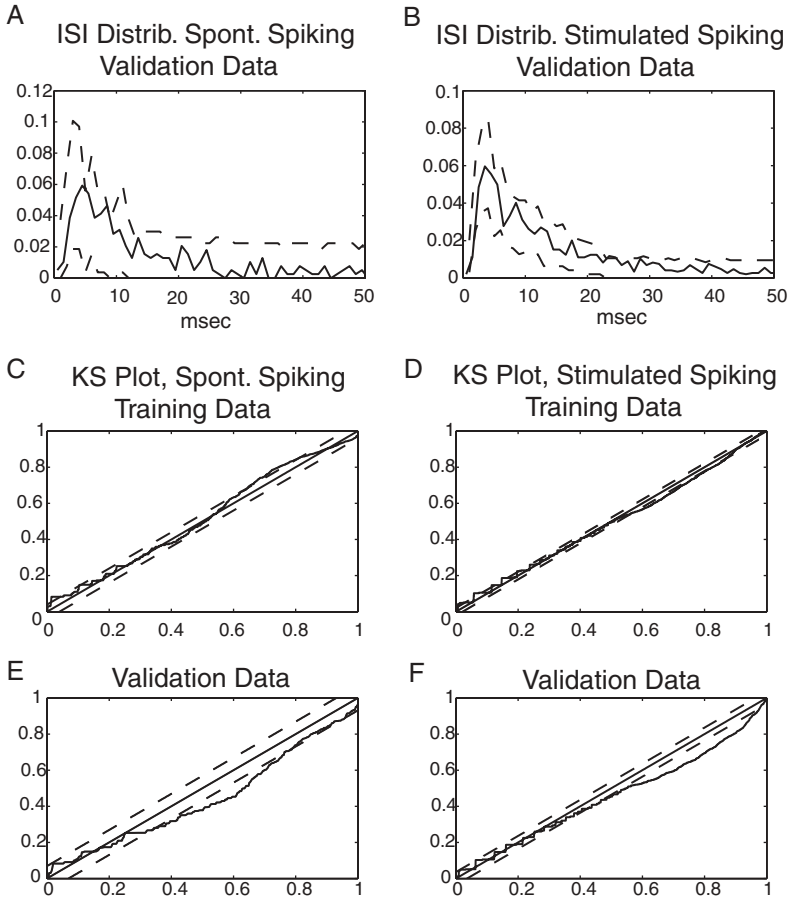 A
ISI Distrib. Spont. Spiking
Validation Data
0.12
0.1
0.08
0.06
0.04
0.02
0
0 10 20 30 40 50
msec
B
ISI Distrib. Stimulated Spiking
Validation Data
0.1
0.08
0.06
0.04
0.02
0
0 10 20 30 40 50
msec
C
KS Plot, Spont. Spiking
Training Data
1
0.8
0.6
0.4
0.2
0
0 0.2 0.4 0.6 0.8 1
D
KS Plot, Stimulated Spiking
Training Data
1
0.8
0.6
0.4
0.2
0
0 0.2 0.4 0.6 0.8 1
E
Validation Data
1
0.8
0.6
0.4
0.2
0
0 0.2 0.4 0.6 0.8 1
F
Validation Data
1
0.8
0.6
0.4
0.2
0
0 0.2 0.4 0.6 0.8 1